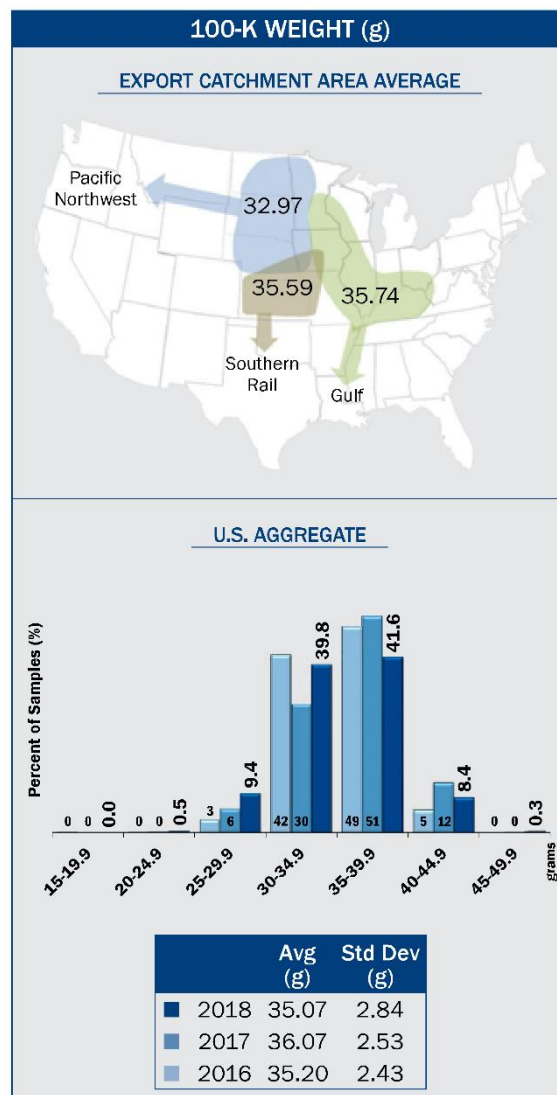 100-K WEIGHT (g)
EXPORT CATCHMENT AREA AVERAGE
Pacific
Northwest
32.97
35.59
35.74
Southern
Rail
Gulf
U.S. AGGREGATE
Percent of Samples (%)
0 0 0.0
0 0 0.5
3 6 9.4
42 30 39.8
49 51 41.6
5 12 8.4
0 0 0.3
15-19.9
20-24.9
25-29.9
30-34.9
35-39.9
40-44.9
45-49.9
grams
Avg Std Dev
(g) (g)
2018 35.07 2.84
2017 36.07 2.53
2016 35.20 2.43